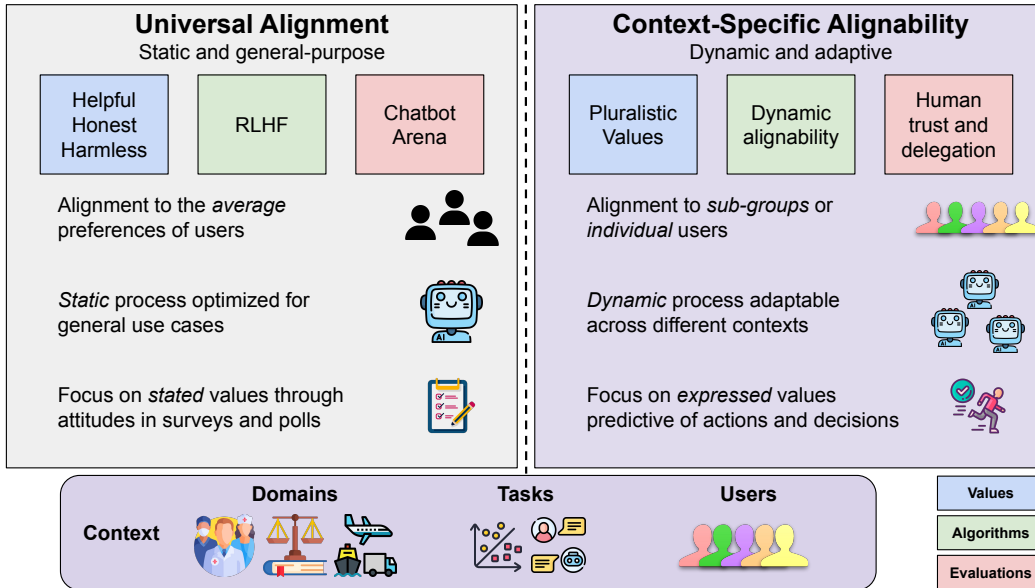 Universal Alignment
Static and general-purpose
Helpful
Honest
Harmless
RLHF
Chatbot
Arena
Alignment to the average
preferences of users
Static process optimized for
general use cases
AI
Focus on stated values through
attitudes in surveys and polls
Context-Specific Alignability
Dynamic and adaptive
Pluralistic
Values
Dynamic
alignability
Human
trust and
delegation
Alignment to sub-groups or
individual users
Dynamic process adaptable
across different contexts
AI
AI
AI
Focus on expressed values
predictive of actions and decisions
Context
Domains
Tasks
Users
Values
Algorithms
Evaluations